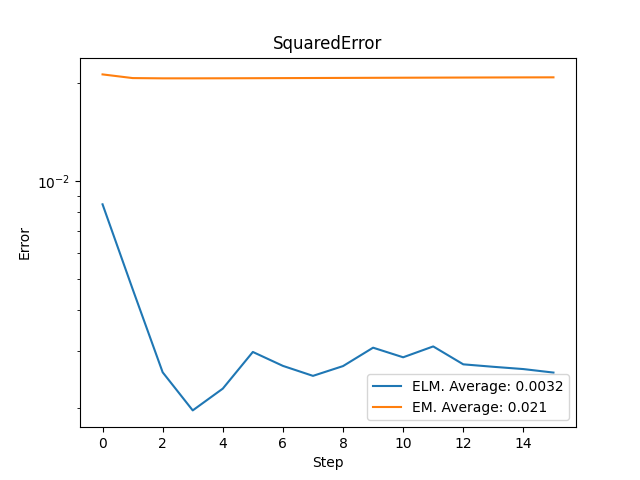 SquaredError
10⁻²
Error
0 2 4 6 8 10 12 14
Step
ELM. Average: 0.0032
EM. Average: 0.021